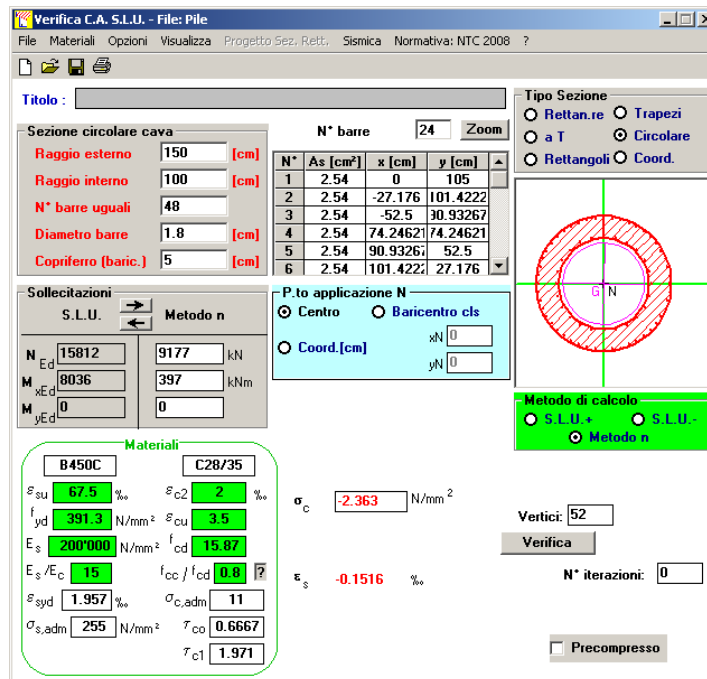 Verifica C.A. S.L.U. - File: Pile
File Materiali Opzioni Visualizza Progetto Sez. Rett. Sismica Normativa: NTC 2008 ?
Titolo :
Tipo Sezione
Rettan.re Trapezi
a T Circolare
Rettangoli Coord.
Sezione circolare cava
Raggio esterno 150 [cm]
Raggio interno 100 [cm]
N° barre uguali 48
Diametro barre 1.8 [cm]
Copriferro (baric.) 5 [cm]
N° barre 24 Zoom
N° As [cm²] x [cm] y [cm]
1 2.54 0 105
2 2.54 -27.176 101.4222
3 2.54 -52.5 90.93267
4 2.54 74.24621 74.24621
5 2.54 90.93267 52.5
6 2.54 101.4222 27.176
G N
Sollecitazioni
S.L.U. Metodo n
N Ed 15812 9177 kN
M xEd 8036 397 kNm
M yEd 0 0
P.to applicazione N
Centro Baricentro cls
Coord.[cm]
xN 0
yN 0
Metodo di calcolo
S.L.U.+ S.L.U.-
Metodo n
Materiali
B450C C28/35
εsu 67.5 ‰ εc2 2 ‰
fyd 391.3 N/mm² εcu 3.5
Es 200'000 N/mm² fcd 15.87
Es/Ec 15 fcc / fcd 0.8 ?
εsyd 1.957 ‰ σc,adm 11
σs,adm 255 N/mm² τco 0.6667
τc1 1.971
σc -2.363 N/mm²
εs -0.1516 ‰
Vertici: 52
Verifica
N° iterazioni: 0
Precompresso